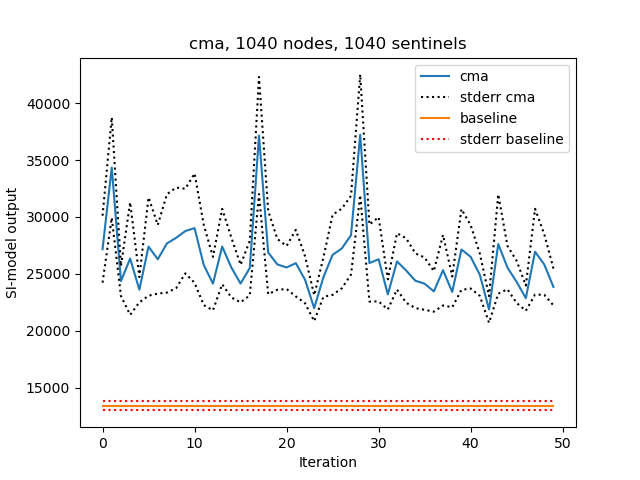 cma, 1040 nodes, 1040 sentinels
cma
stderr cma
baseline
stderr baseline
SI-model output
40000
35000
30000
25000
20000
15000
0 10 20 30 40 50
Iteration